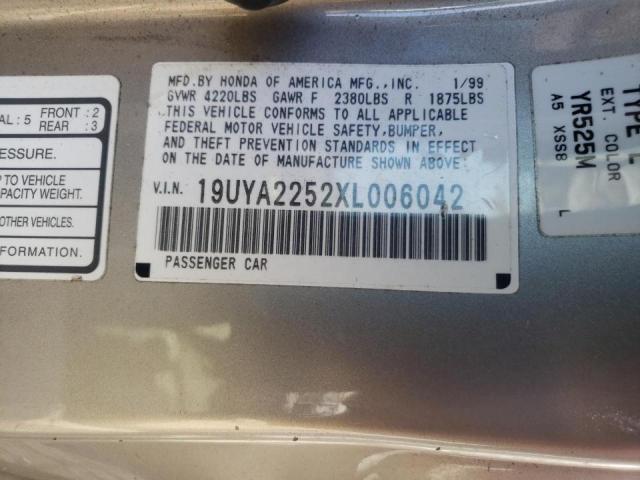 AL : 5 FRONT : 2
REAR : 3
ESSURE.
P TO VEHICLE
APACITY WEIGHT.
OTHER VEHICLES.
FORMATION.
MFD.BY HONDA OF AMERICA MFG.,INC. 1/99
GVWR 4220LBS GAWR F 2380LBS R 1875LBS
THIS VEHICLE CONFORMS TO ALL APPLICABLE
FEDERAL MOTOR VEHICLE SAFETY,BUMPER,
AND THEFT PREVENTION STANDARDS IN EFFECT
ON THE DATE OF MANUFACTURE SHOWN ABOVE.
V.I.N. 19UYA2252XL006042
PASSENGER CAR
TYPE L
EXT. COLOR
YR525M
A5 XSS8 L